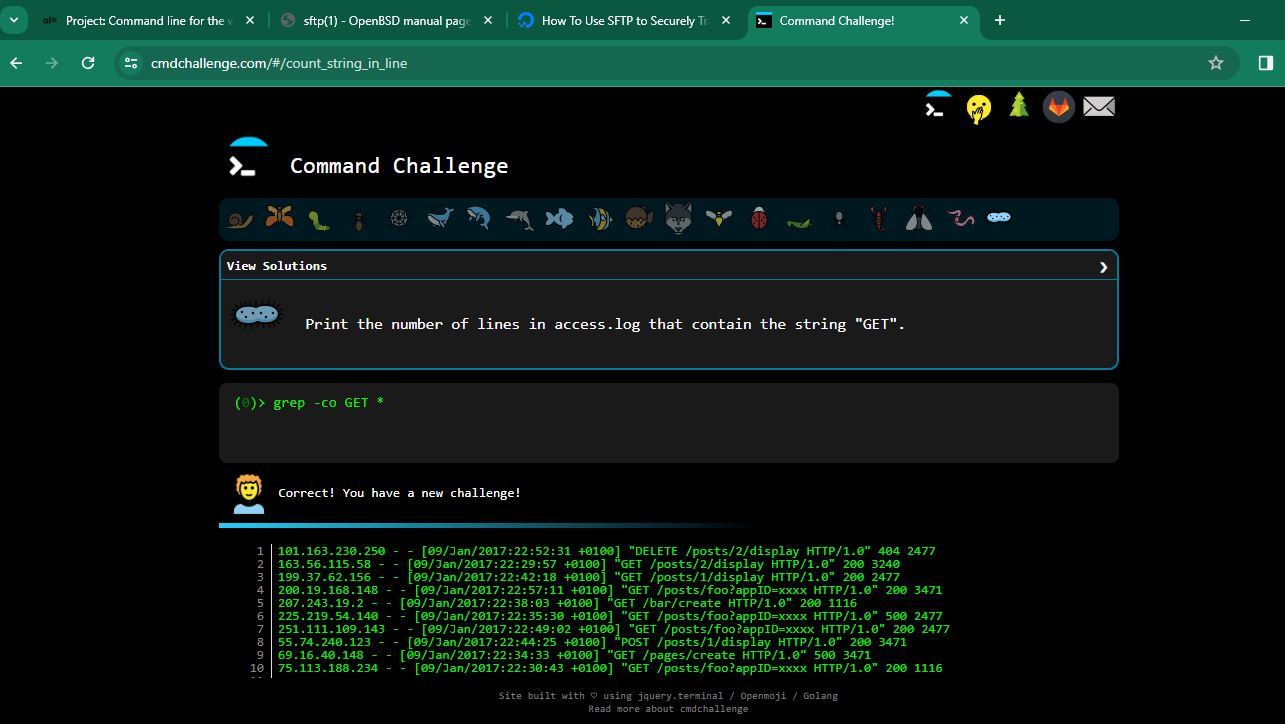 Project: Command line for the w
sftp(1) - OpenBSD manual page
How To Use SFTP to Securely Tr
Command Challenge!
cmdchallenge.com/#/count_string_in_line
Command Challenge
View Solutions
Print the number of lines in access.log that contain the string "GET".
(0)> grep -co GET *
Correct! You have a new challenge!
1 101.163.230.250 - - [09/Jan/2017:22:52:31 +0100] "DELETE /posts/2/display HTTP/1.0" 404 2477
2 163.56.115.58 - - [09/Jan/2017:22:29:57 +0100] "GET /posts/2/display HTTP/1.0" 200 3240
3 199.37.62.156 - - [09/Jan/2017:22:42:18 +0100] "GET /posts/1/display HTTP/1.0" 200 2477
4 200.19.168.148 - - [09/Jan/2017:22:57:11 +0100] "GET /posts/foo?appID=xxxx HTTP/1.0" 200 3471
5 207.243.19.2 - - [09/Jan/2017:22:38:03 +0100] "GET /bar/create HTTP/1.0" 200 1116
6 225.219.54.140 - - [09/Jan/2017:22:35:30 +0100] "GET /posts/foo?appID=xxxx HTTP/1.0" 500 2477
7 251.111.109.143 - - [09/Jan/2017:22:49:02 +0100] "GET /posts/foo?appID=xxxx HTTP/1.0" 200 2477
8 55.74.240.123 - - [09/Jan/2017:22:44:25 +0100] "POST /posts/1/display HTTP/1.0" 200 3471
9 69.16.40.148 - - [09/Jan/2017:22:34:33 +0100] "GET /pages/create HTTP/1.0" 500 3471
10 75.113.188.234 - - [09/Jan/2017:22:30:43 +0100] "GET /posts/foo?appID=xxxx HTTP/1.0" 200 1116
Site built with ♡ using jquery.terminal / Openmoji / Golang
Read more about cmdchallenge